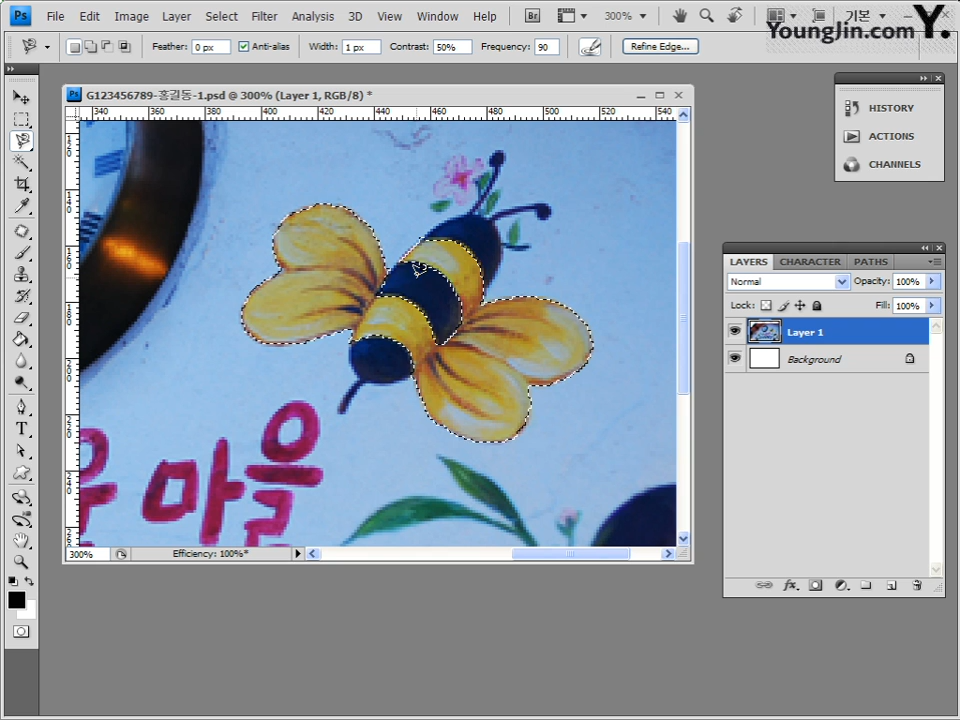 Ps File Edit Image Layer Select Filter Analysis 3D View Window Help Br 300% 기본
YoungJin.com Y.
Feather: 0 px Anti-alias Width: 1 px Contrast: 50% Frequency: 90 Refine Edge...
Ps G123456789-홍길동-1.psd @ 300% (Layer 1, RGB/8) *
340 400 420 440 460 480 500 520 540
HISTORY
ACTIONS
CHANNELS
LAYERS CHARACTER PATHS
Normal Opacity: 100%
Lock: Fill: 100%
Layer 1
Background
마을
T
300% Efficiency: 100%*